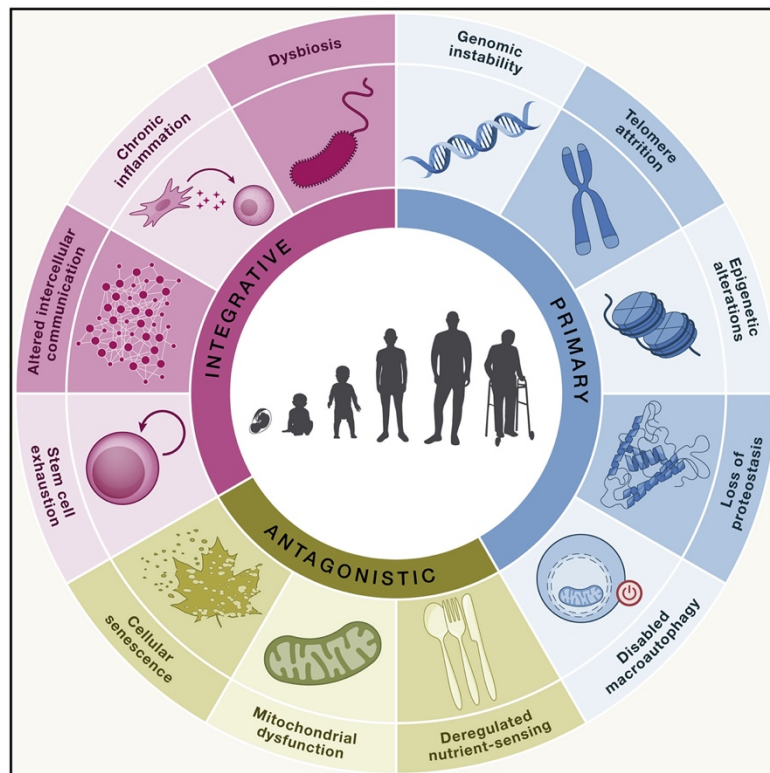 Dysbiosis
Genomic
instability
Telomere
attrition
Epigenetic
alterations
Loss of
proteostasis
Disabled
macroautophagy
Deregulated
nutrient-sensing
Mitochondrial
dysfunction
Cellular
senescence
Stem cell
exhaustion
Altered intercellular
communication
Chronic
inflammation
INTEGRATIVE
PRIMARY
ANTAGONISTIC